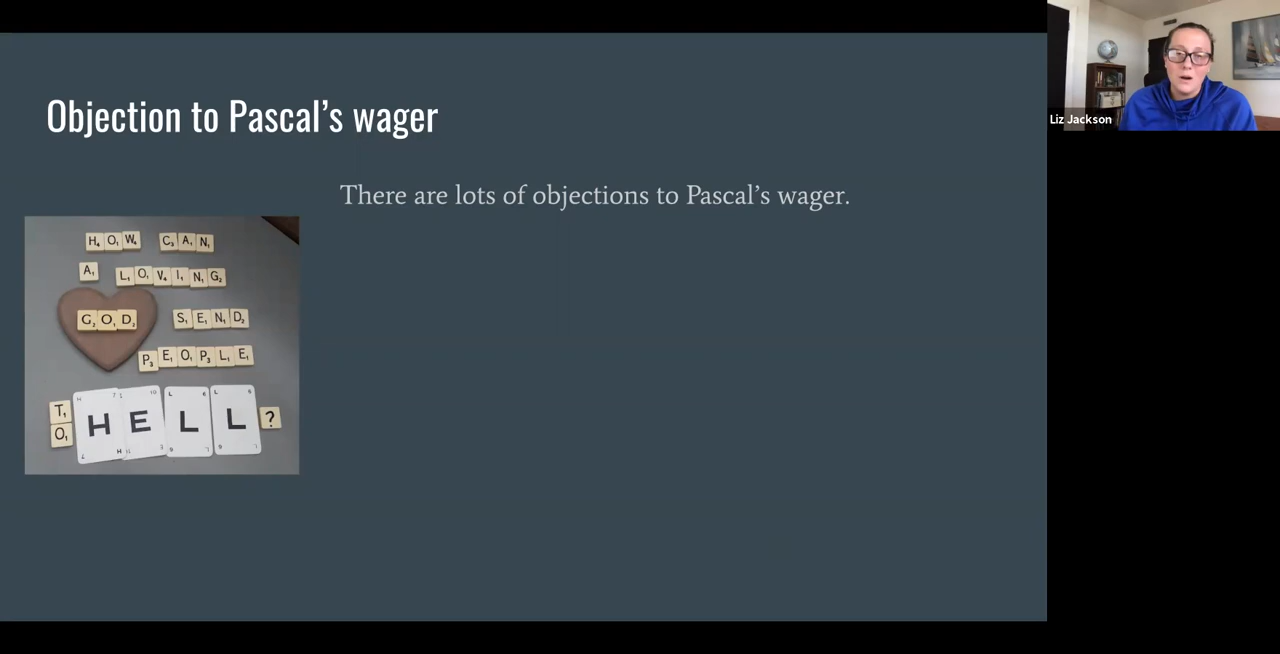 Objection to Pascal's wager
There are lots of objections to Pascal's wager.
HOW CAN
A LOVING
GOD SEND
PEOPLE
TO HELL?
Liz Jackson